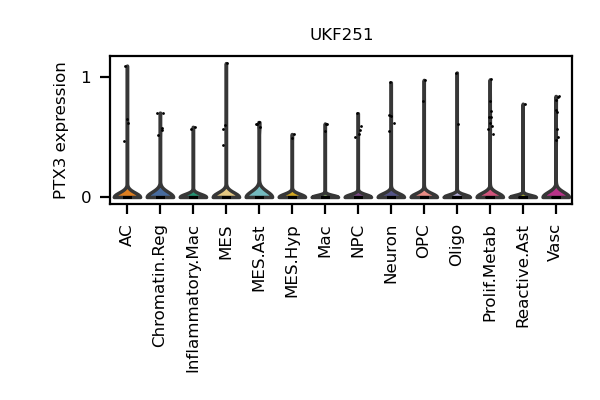 UKF251
PTX3 expression
1
0
AC
Chromatin.Reg
Inflammatory.Mac
MES
MES.Ast
MES.Hyp
Mac
NPC
Neuron
OPC
Oligo
Prolif.Metab
Reactive.Ast
Vasc